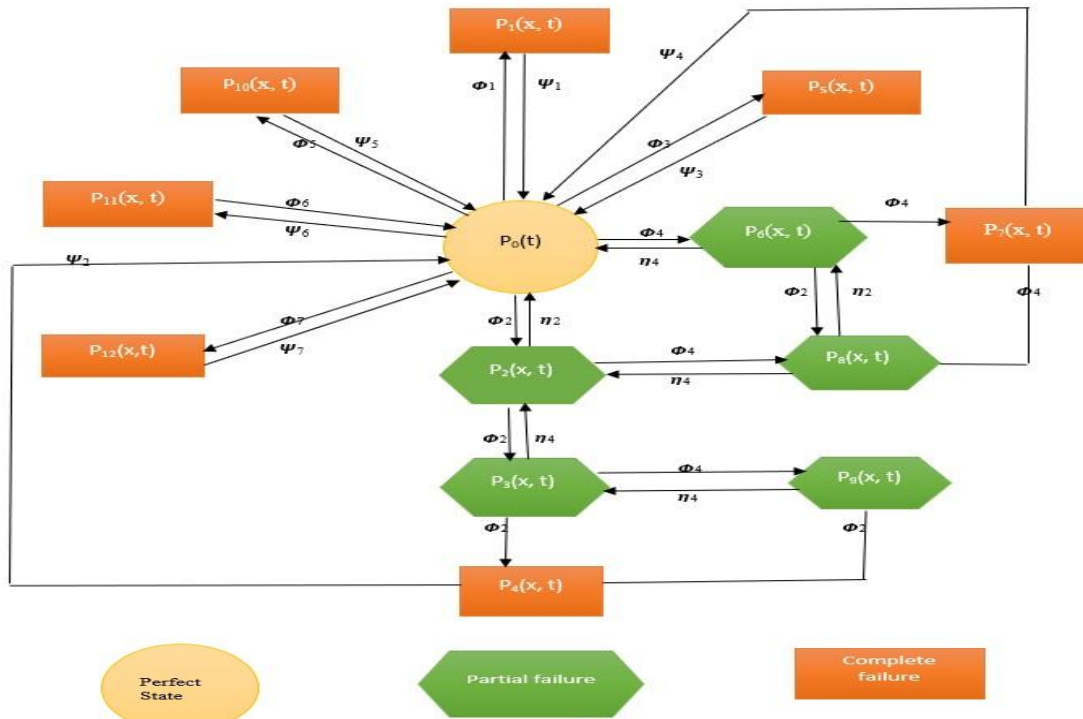 P₁(x, t)
Ψ₄
P₁₀(x, t)
Φ₁
Ψ₁
P₅(x, t)
Φ₅
Ψ₅
Φ₃
Ψ₃
P₁₁(x, t)
Φ₆
Ψ₆
P₀(t)
Φ₄
η₄
P₆(x, t)
Φ₄
P₇(x, t)
Ψ₂
Φ₂
η₂
Φ₄
Φ₇
Ψ₇
P₁₂(x,t)
Φ₂
η₂
P₂(x, t)
Φ₄
η₄
P₈(x, t)
Φ₂
η₄
P₃(x, t)
Φ₄
η₄
P₉(x, t)
Φ₂
Φ₂
P₄(x, t)
Perfect
State
Partial failure
Complete
failure